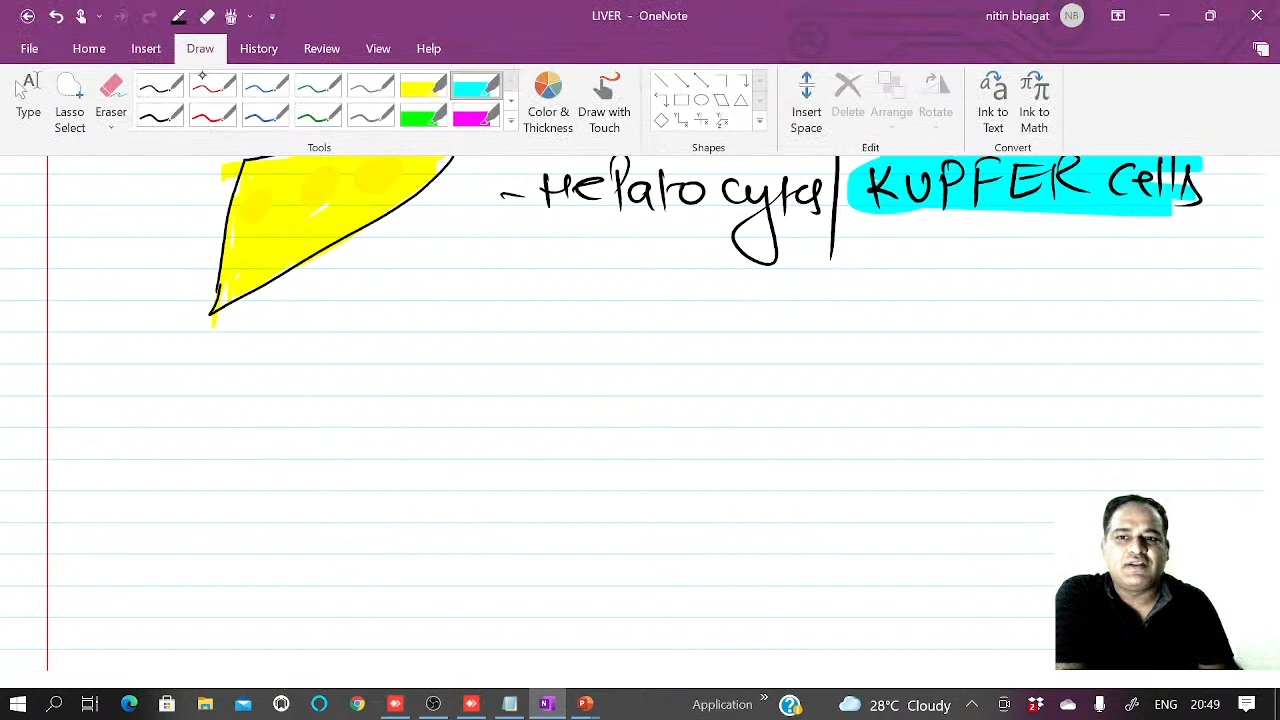 LIVER - OneNote
nitin bhagat NB
File Home Insert Draw History Review View Help
Type
Lasso Select
Eraser
Color & Thickness
Draw with Touch
Insert Space
Delete
Arrange
Rotate
Ink to Text
Ink to Math
Tools
Shapes
Edit
Convert
- Hepatocytes KUPFER Cells
Application
28°C Cloudy
ENG
20:49